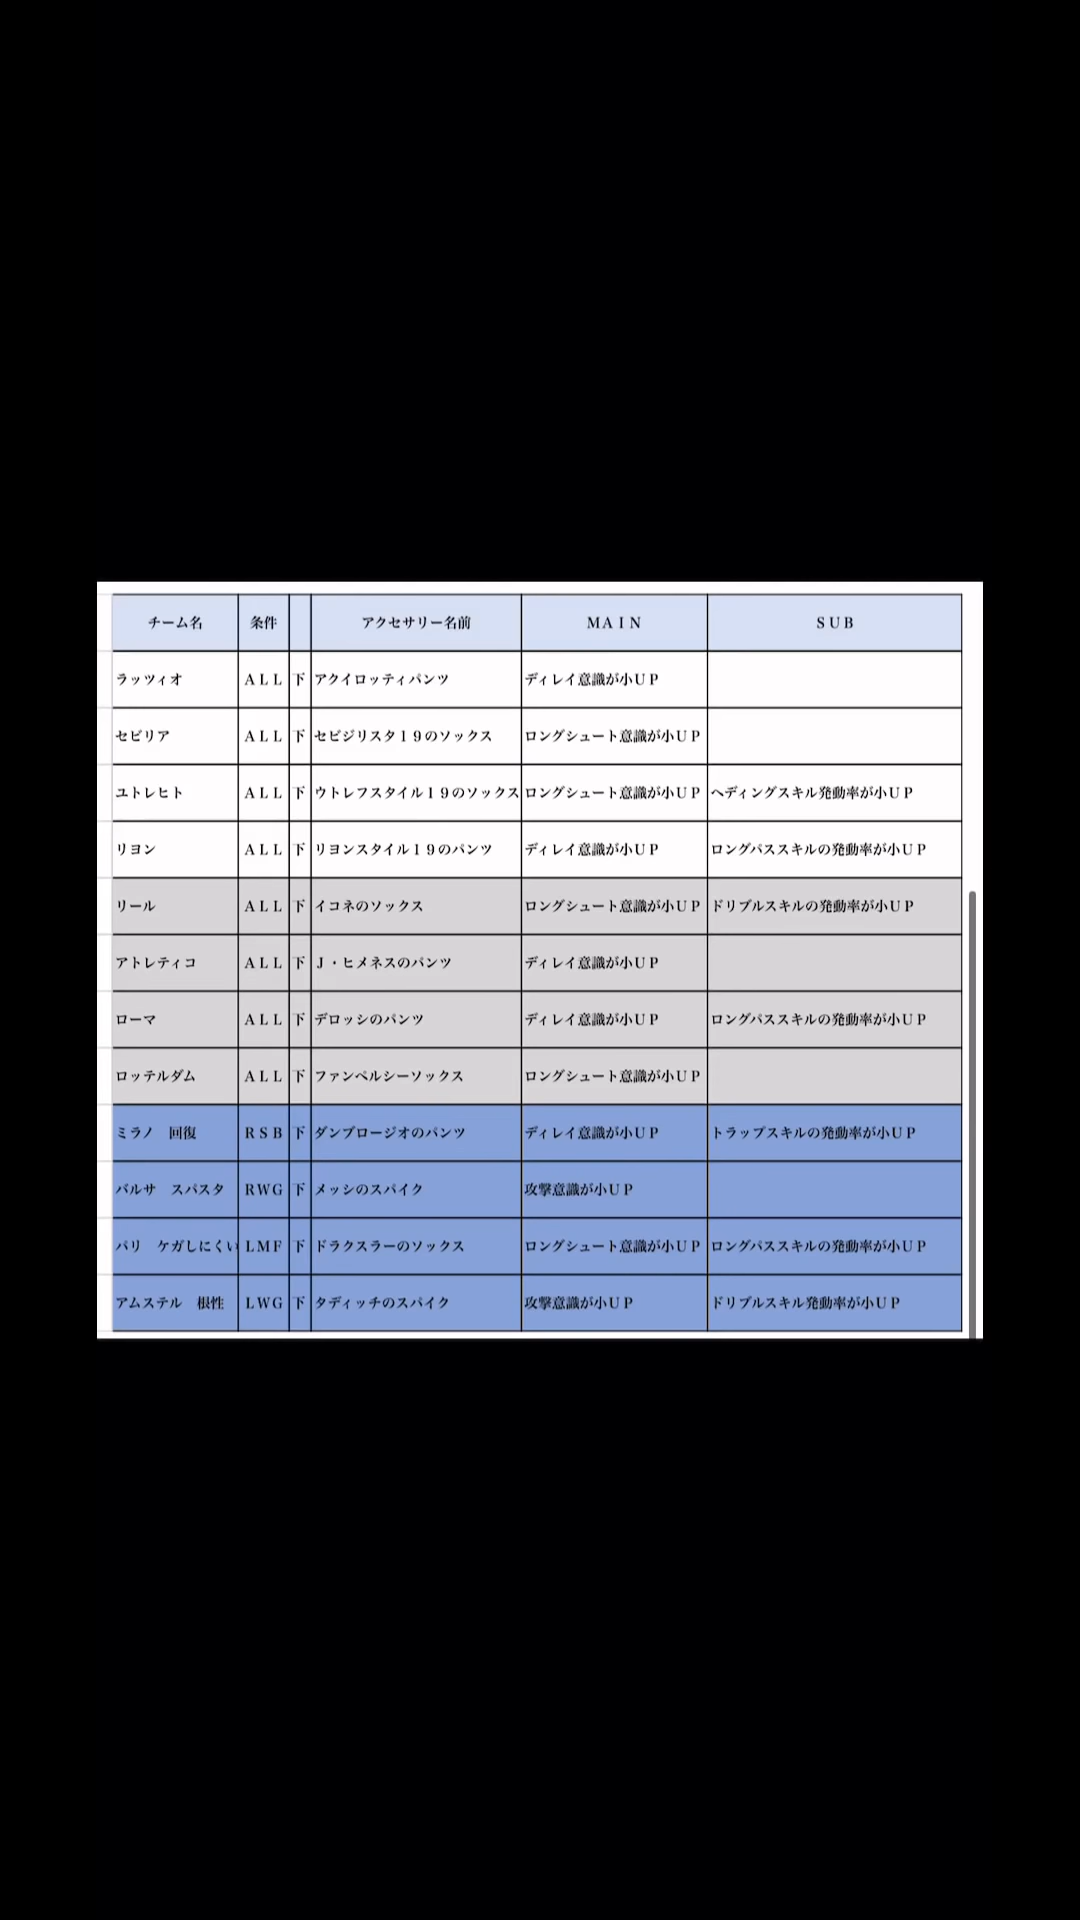 チーム名 条件 アクセサリー名前 ＭＡＩＮ ＳＵＢ
ラッツィオ ＡＬＬ 下 アクイロッティパンツ ディレイ意識が小ＵＰ
セビリア ＡＬＬ 下 セビジリスタ１９のソックス ロングシュート意識が小ＵＰ
ユトレヒト ＡＬＬ 下 ウトレフスタイル１９のソックス ロングシュート意識が小ＵＰ ヘディングスキル発動率が小ＵＰ
リヨン ＡＬＬ 下 リヨンスタイル１９のパンツ ディレイ意識が小ＵＰ ロングパススキルの発動率が小ＵＰ
リール ＡＬＬ 下 イコネのソックス ロングシュート意識が小ＵＰ ドリブルスキルの発動率が小ＵＰ
アトレティコ ＡＬＬ 下 Ｊ・ヒメネスのパンツ ディレイ意識が小ＵＰ
ローマ ＡＬＬ 下 デロッシのパンツ ディレイ意識が小ＵＰ ロングパススキルの発動率が小ＵＰ
ロッテルダム ＡＬＬ 下 ファンペルシーソックス ロングシュート意識が小ＵＰ
ミラノ　回復 ＲＳＢ 下 ダンブロージオのパンツ ディレイ意識が小ＵＰ トラップスキルの発動率が小ＵＰ
バルサ　スパスタ ＲＷＧ 下 メッシのスパイク 攻撃意識が小ＵＰ
パリ　ケガしにくい ＬＭＦ 下 ドラクスラーのソックス ロングシュート意識が小ＵＰ ロングパススキルの発動率が小ＵＰ
アムステル　根性 ＬＷＧ 下 タディッチのスパイク 攻撃意識が小ＵＰ ドリブルスキル発動率が小ＵＰ